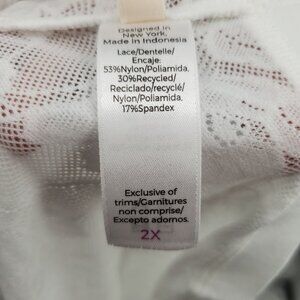 Designed in
New York,
Made in Indonesia
Lace/Dentelle/
Encaje:
53%Nylon/Poliamida,
30%Recycled/
Reciclado/recyclé/
Nylon/Poliamida,
17%Spandex
Exclusive of
trims/Garnitures
non comprise/
Excepto adornos.
2X